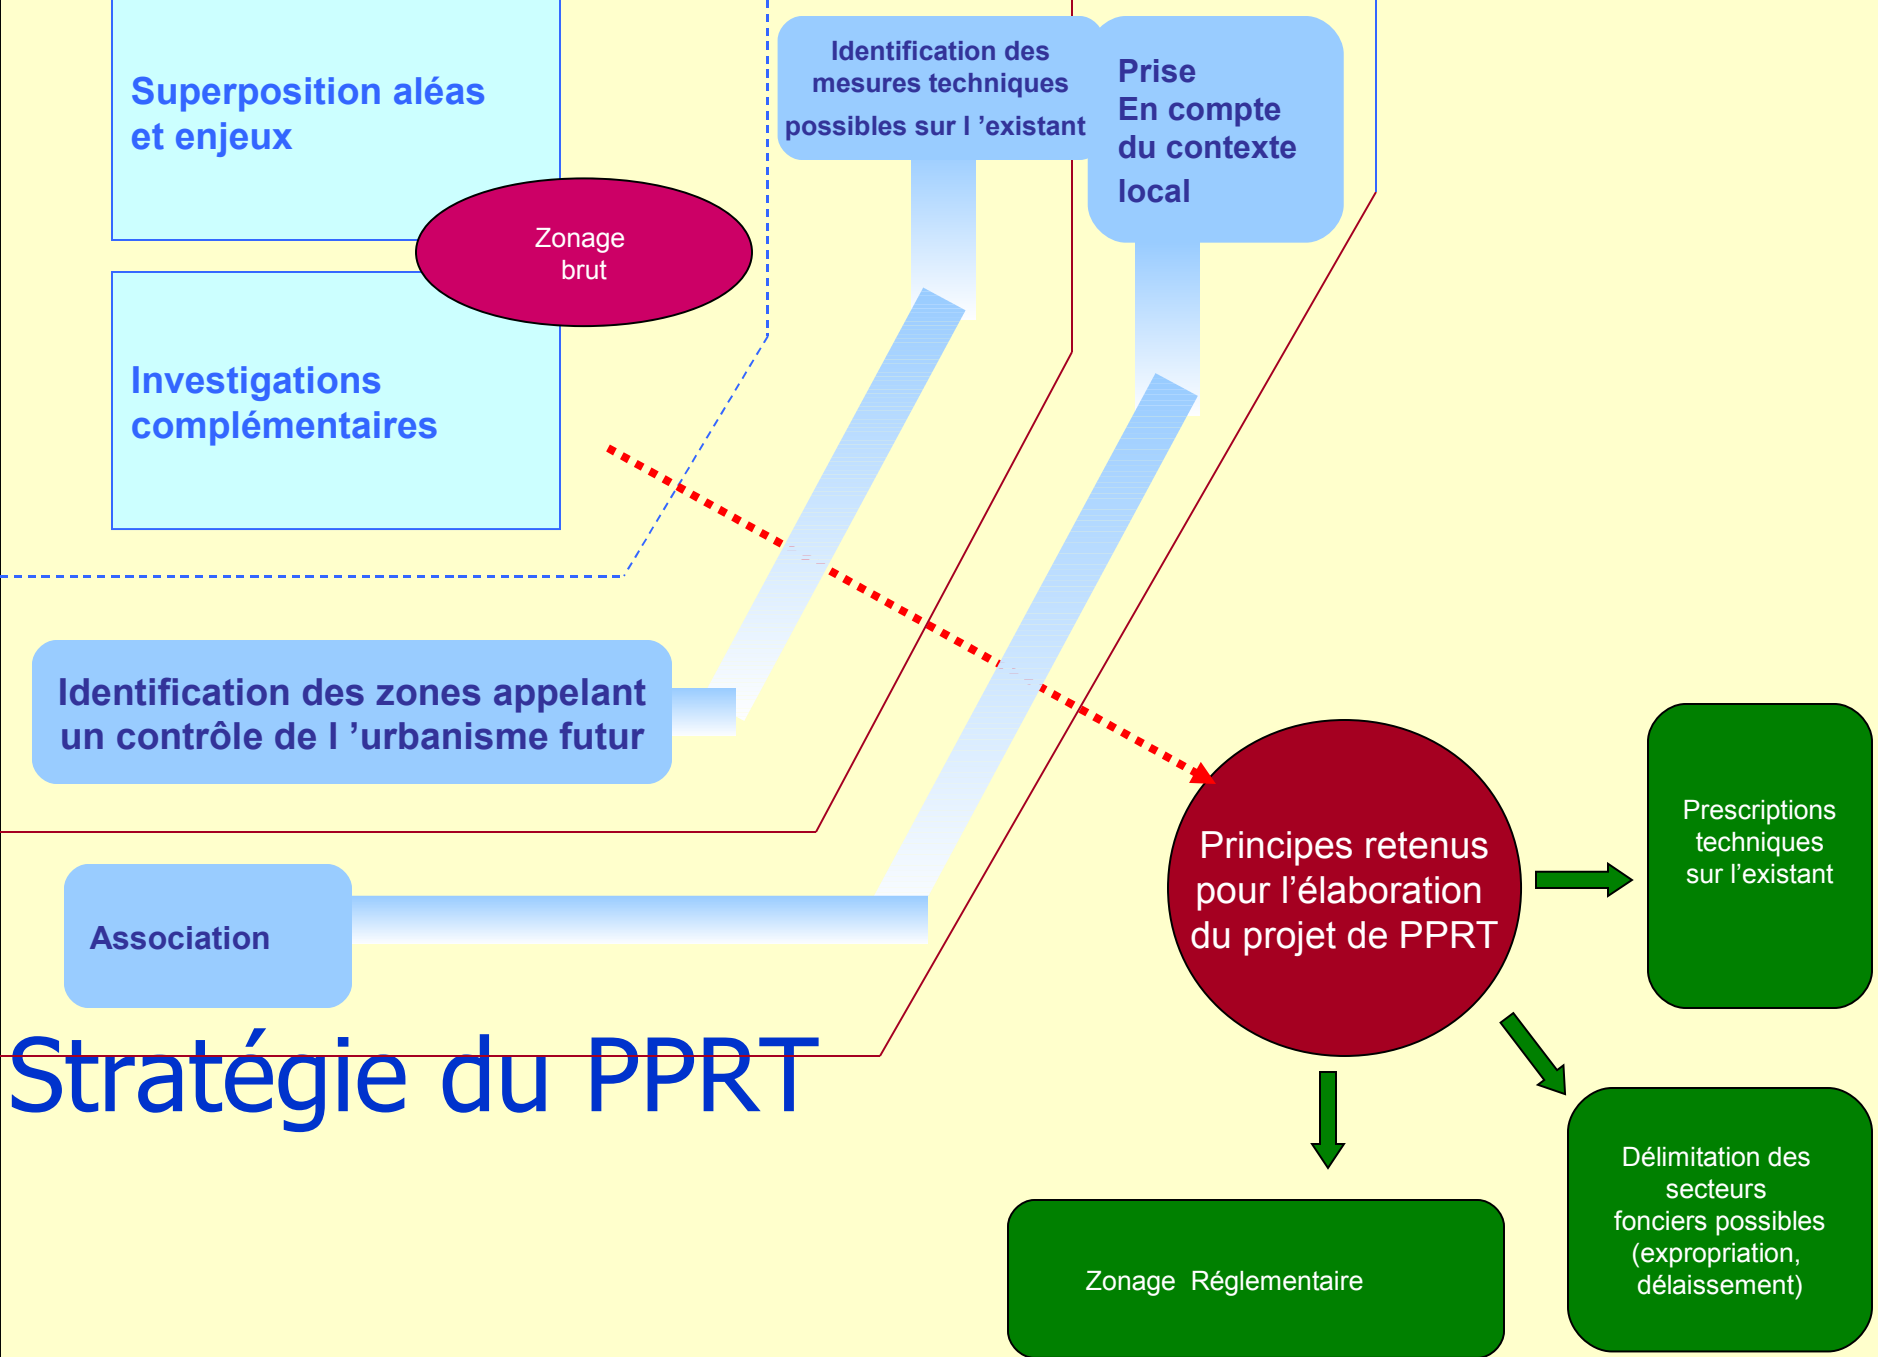 Superposition aléas
et enjeux
Identification des
mesures techniques
possibles sur l ’existant
Prise
En compte
du contexte
local
Zonage
brut
Investigations
complémentaires
Identification des zones appelant
un contrôle de l ’urbanisme futur
Association
Principes retenus
pour l’élaboration
du projet de PPRT
Prescriptions
techniques
sur l’existant
Stratégie du PPRT
Délimitation des
secteurs
fonciers possibles
(expropriation,
délaissement)
Zonage Réglementaire